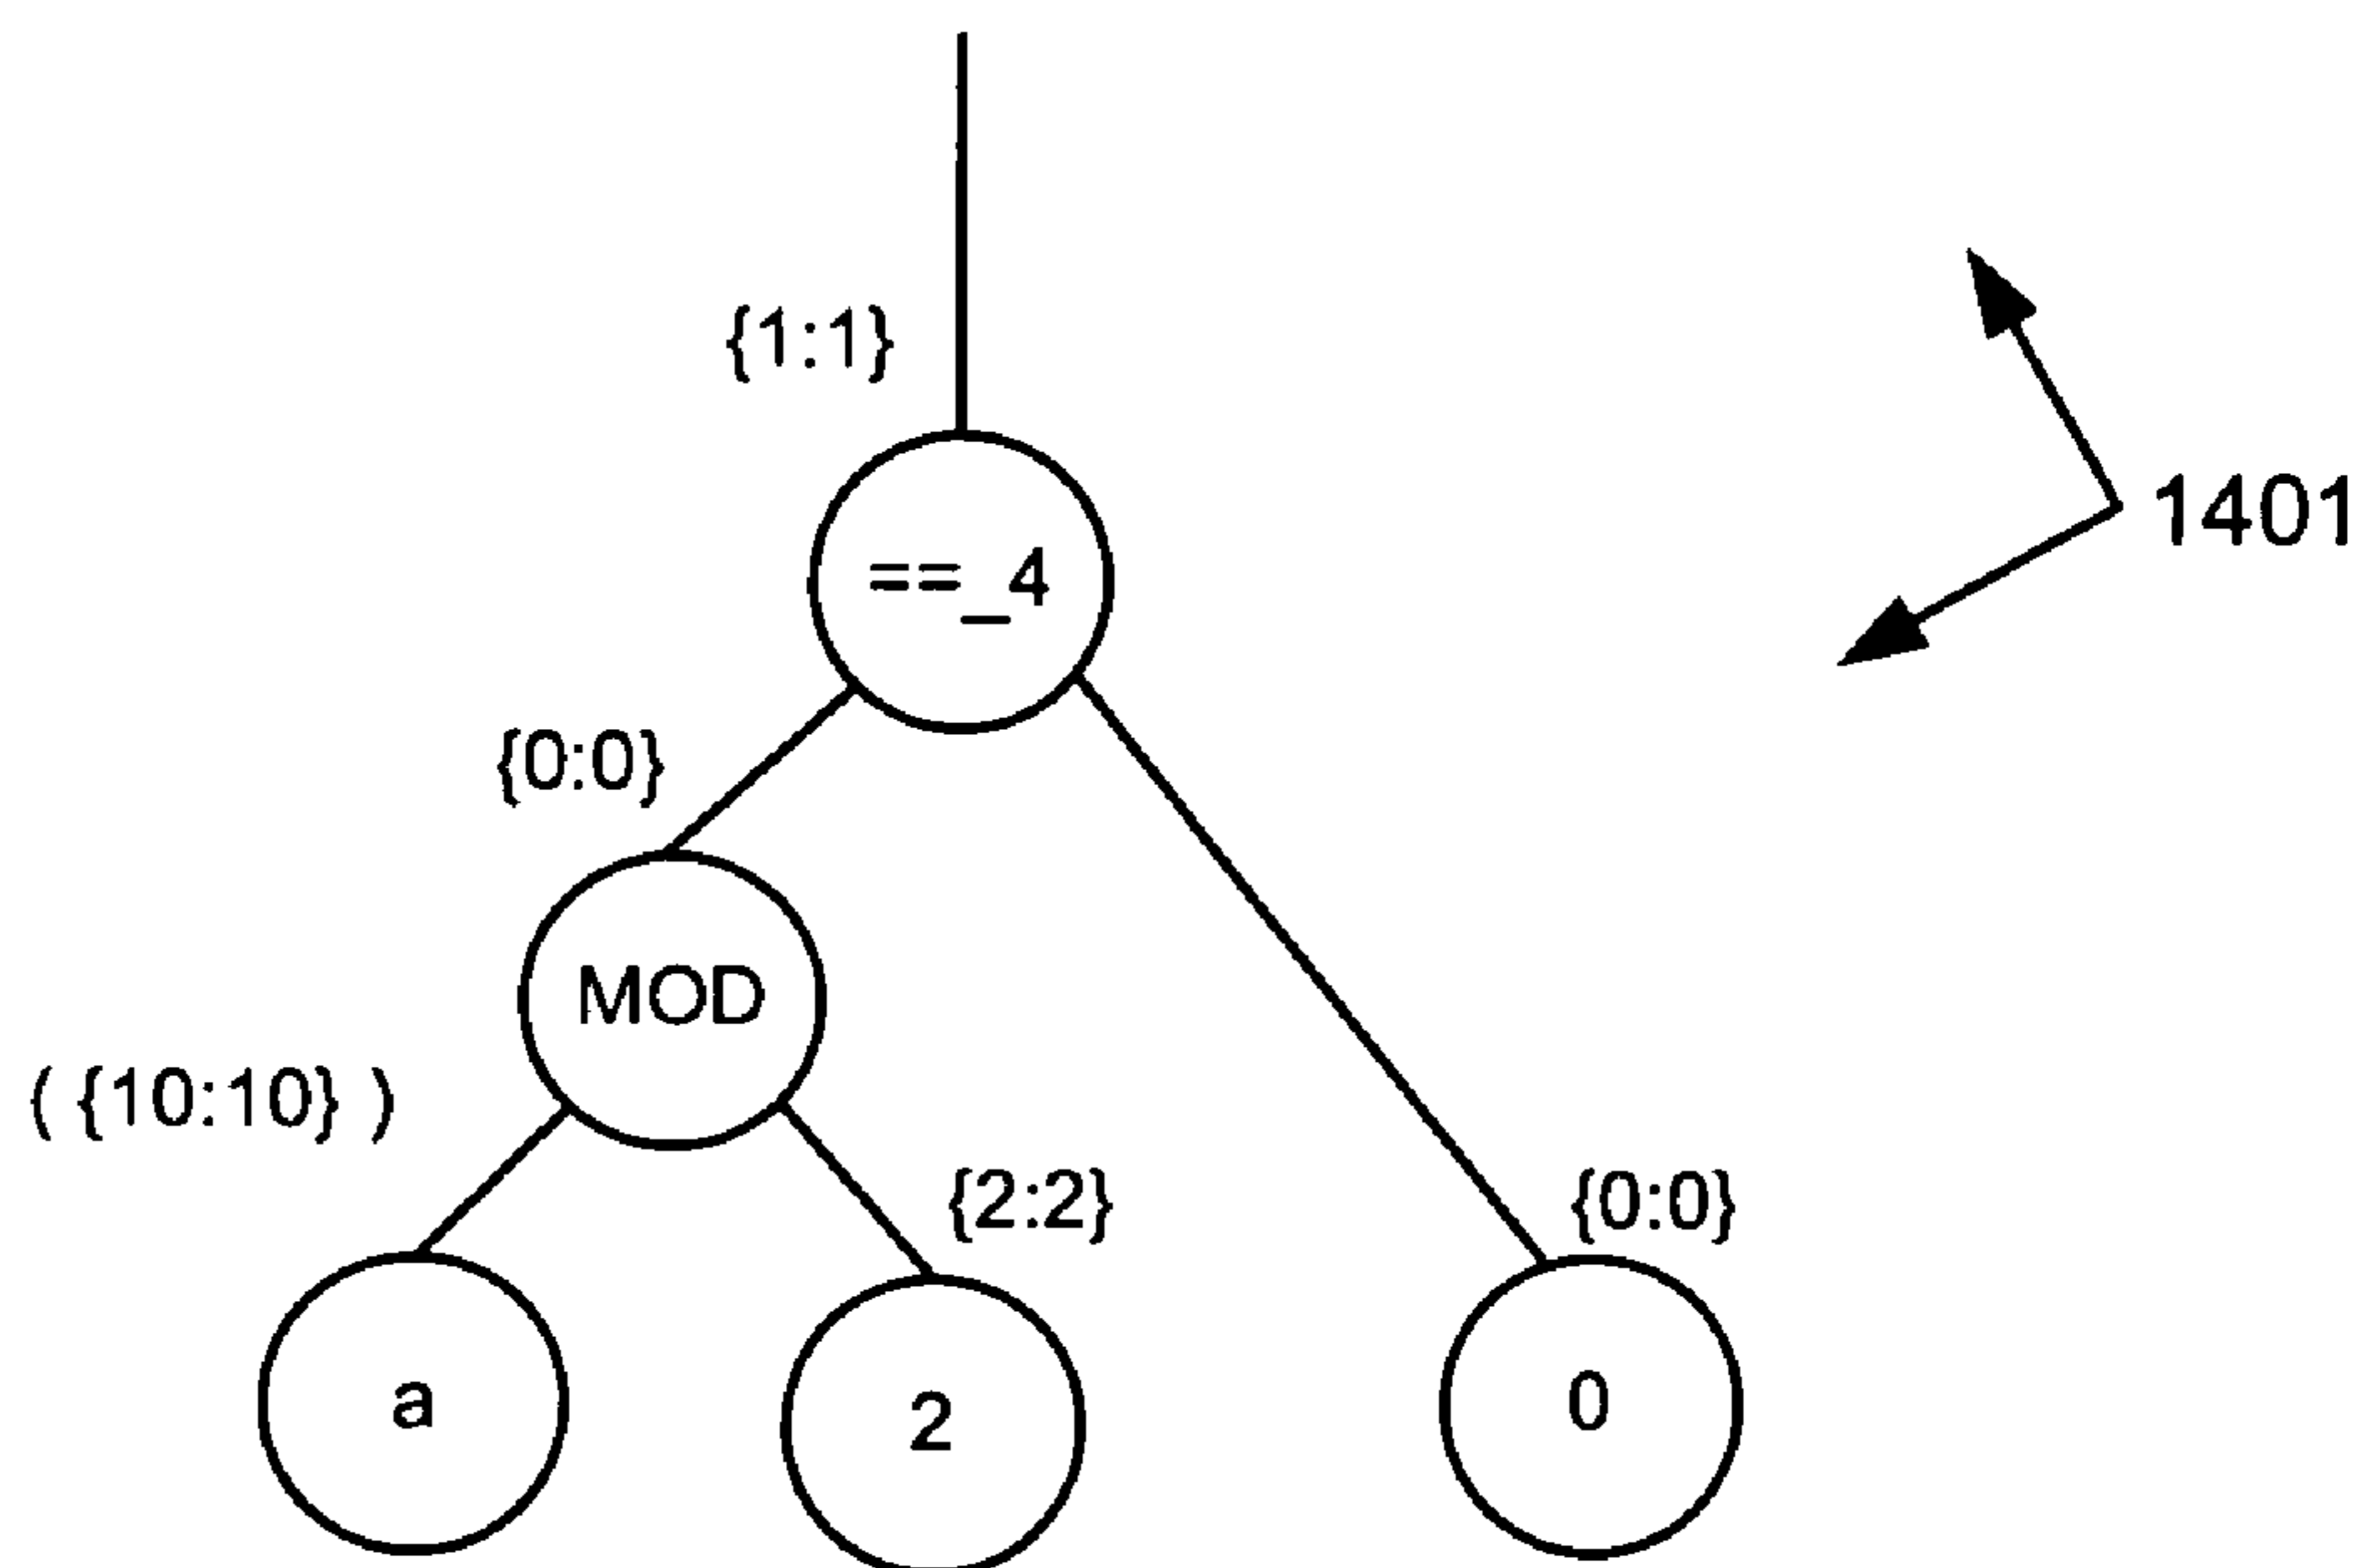 {1:1}
==_4
1401
{0:0}
MOD
( {10:10} )
{2:2}
{0:0}
a
2
0